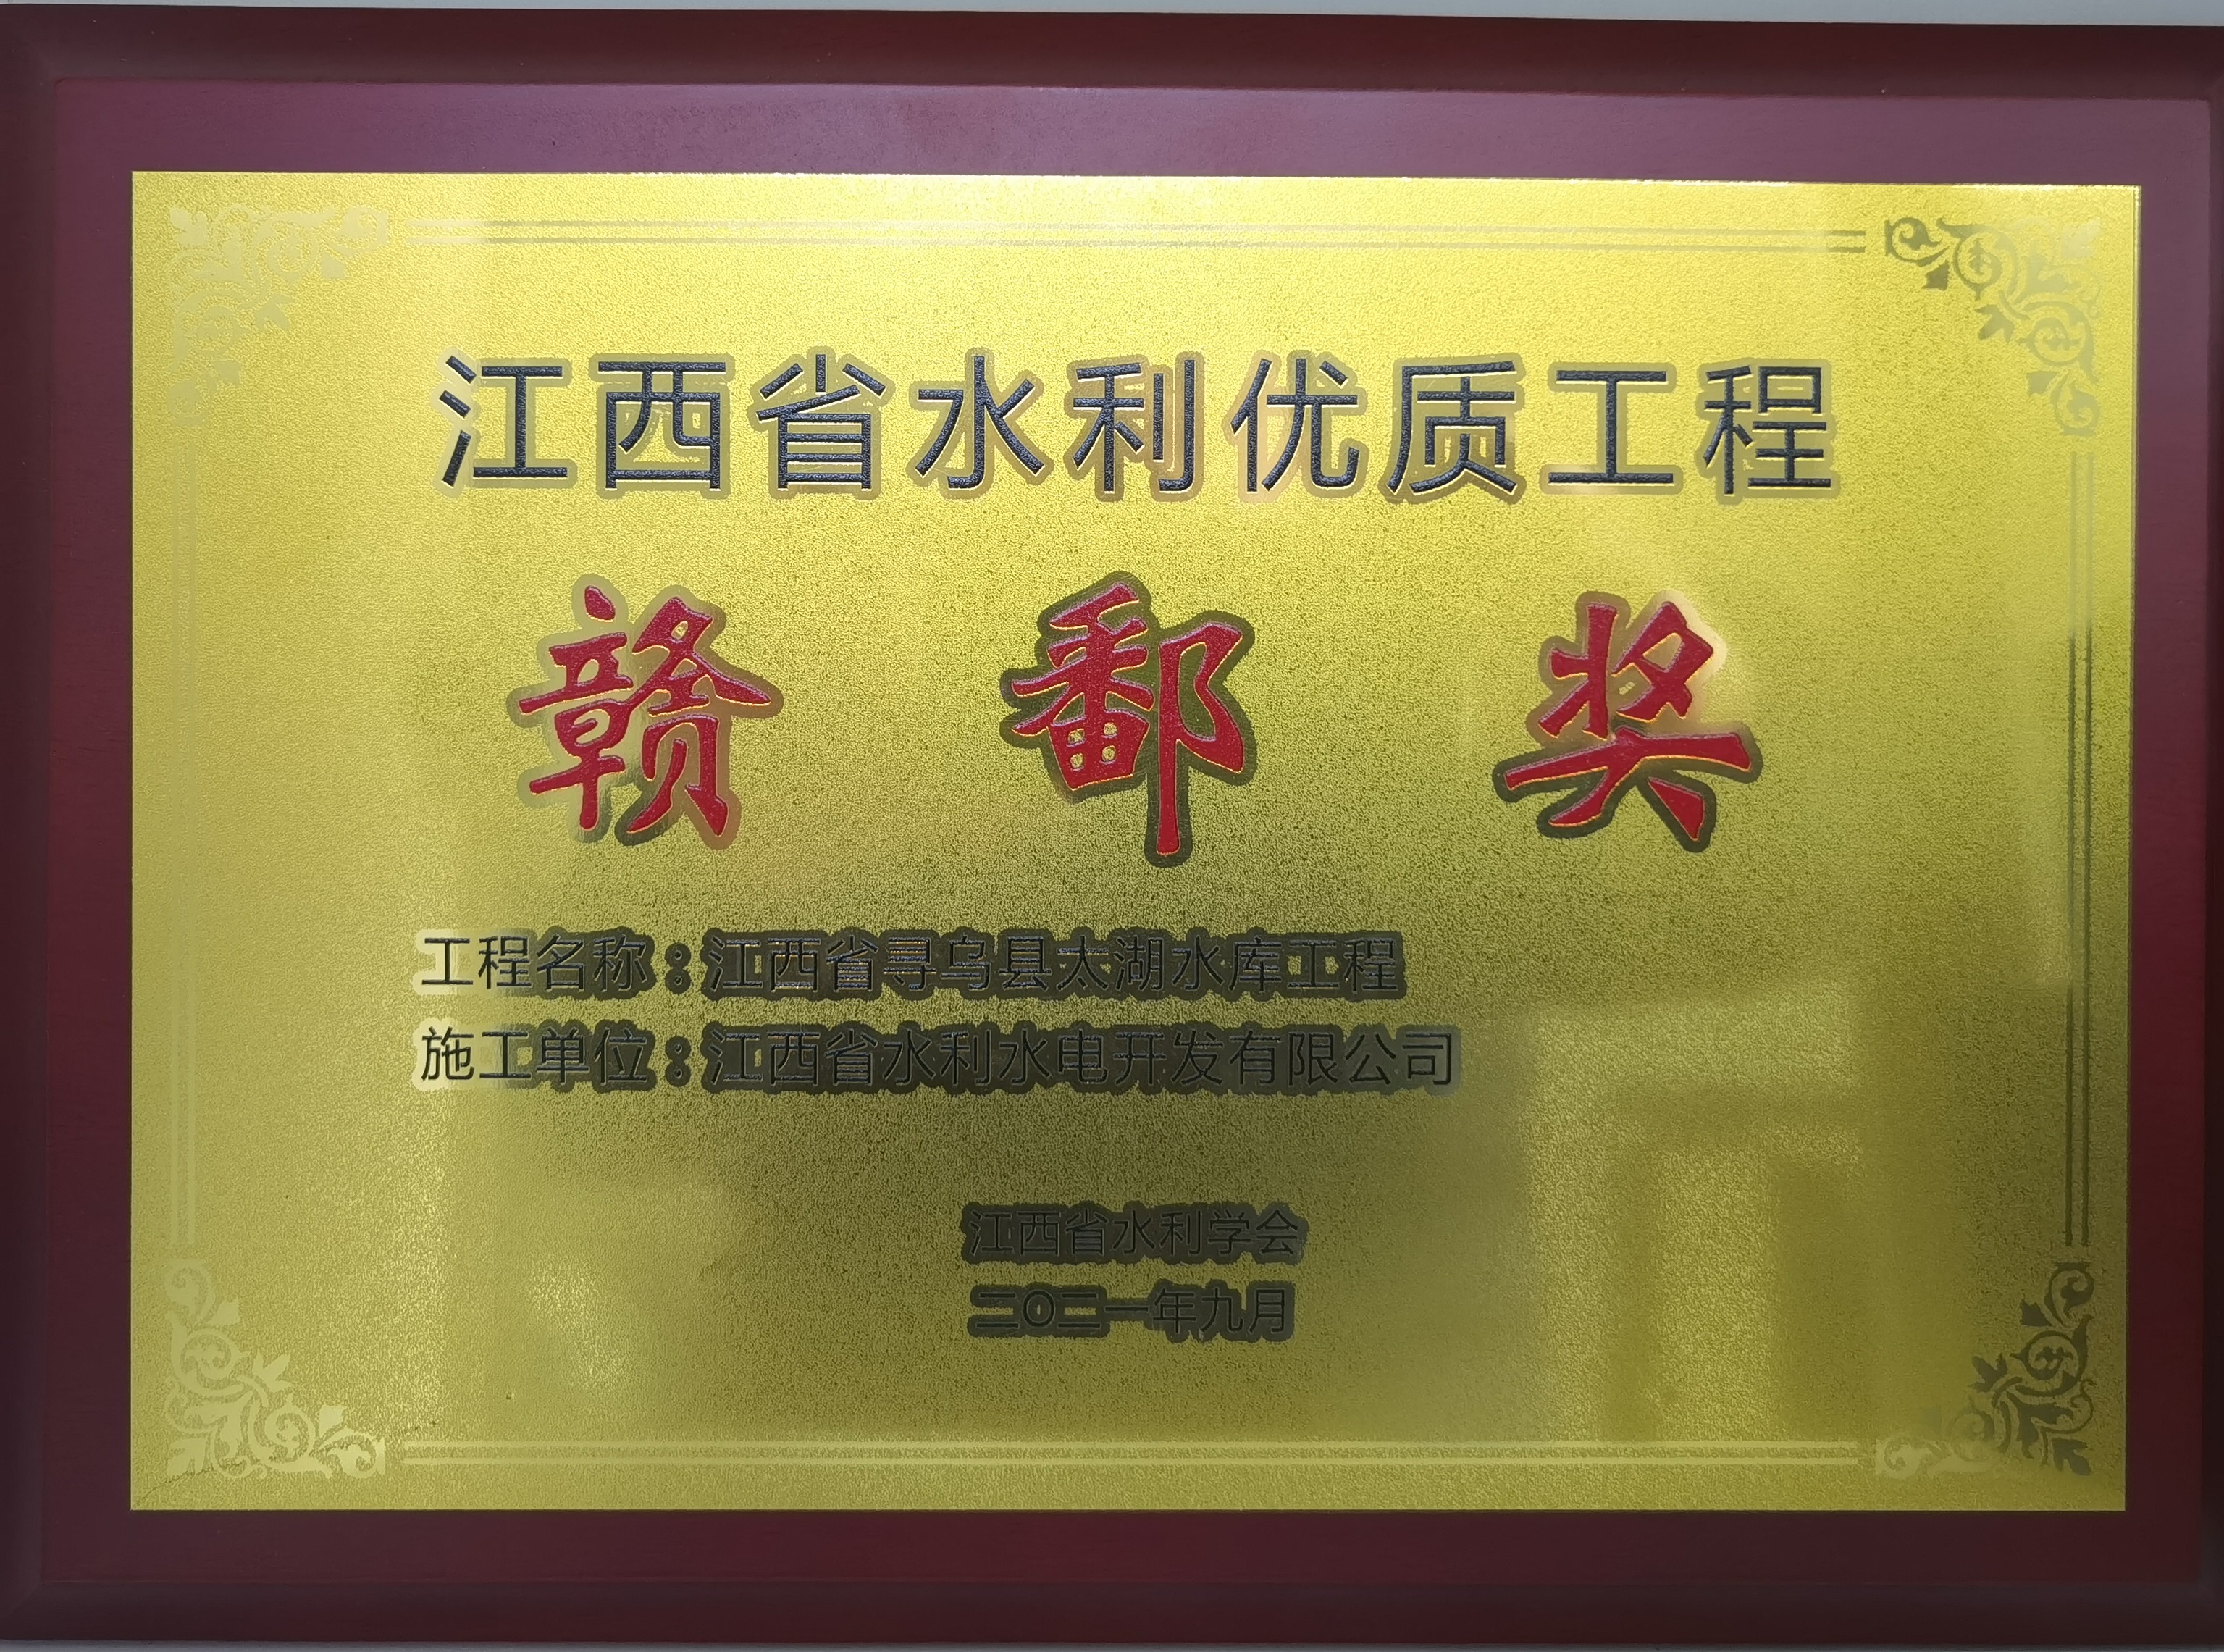 江西省水利优质工程
赣鄱奖
工程名称：江西省寻乌县太湖水库工程
施工单位：江西省水利水电开发有限公司
江西省水利学会
二〇二一年九月